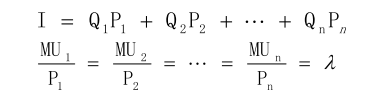 I = Q₁P₁ + Q₂P₂ + ⋯ + QₙPₙ
MU₁/P₁ = MU₂/P₂ = ⋯ = MUₙ/Pₙ = λ